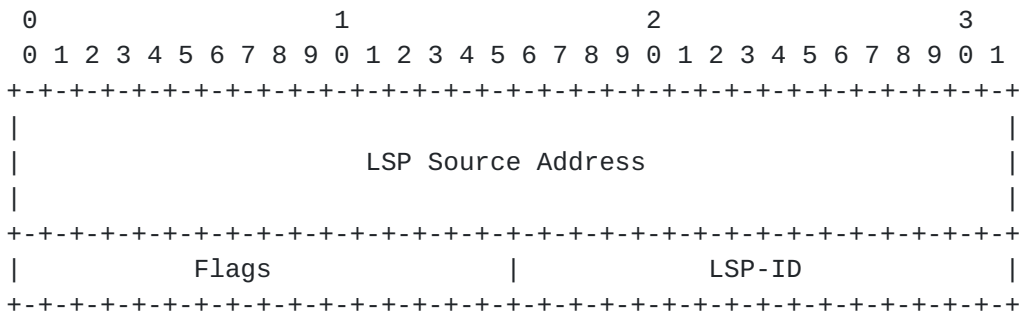 0                   1                   2                   3
 0 1 2 3 4 5 6 7 8 9 0 1 2 3 4 5 6 7 8 9 0 1 2 3 4 5 6 7 8 9 0 1
+-+-+-+-+-+-+-+-+-+-+-+-+-+-+-+-+-+-+-+-+-+-+-+-+-+-+-+-+-+-+-+-+
|                                                               |
|                      LSP Source Address                       |
|                                                               |
+-+-+-+-+-+-+-+-+-+-+-+-+-+-+-+-+-+-+-+-+-+-+-+-+-+-+-+-+-+-+-+-+
|           Flags               |            LSP-ID             |
+-+-+-+-+-+-+-+-+-+-+-+-+-+-+-+-+-+-+-+-+-+-+-+-+-+-+-+-+-+-+-+-+